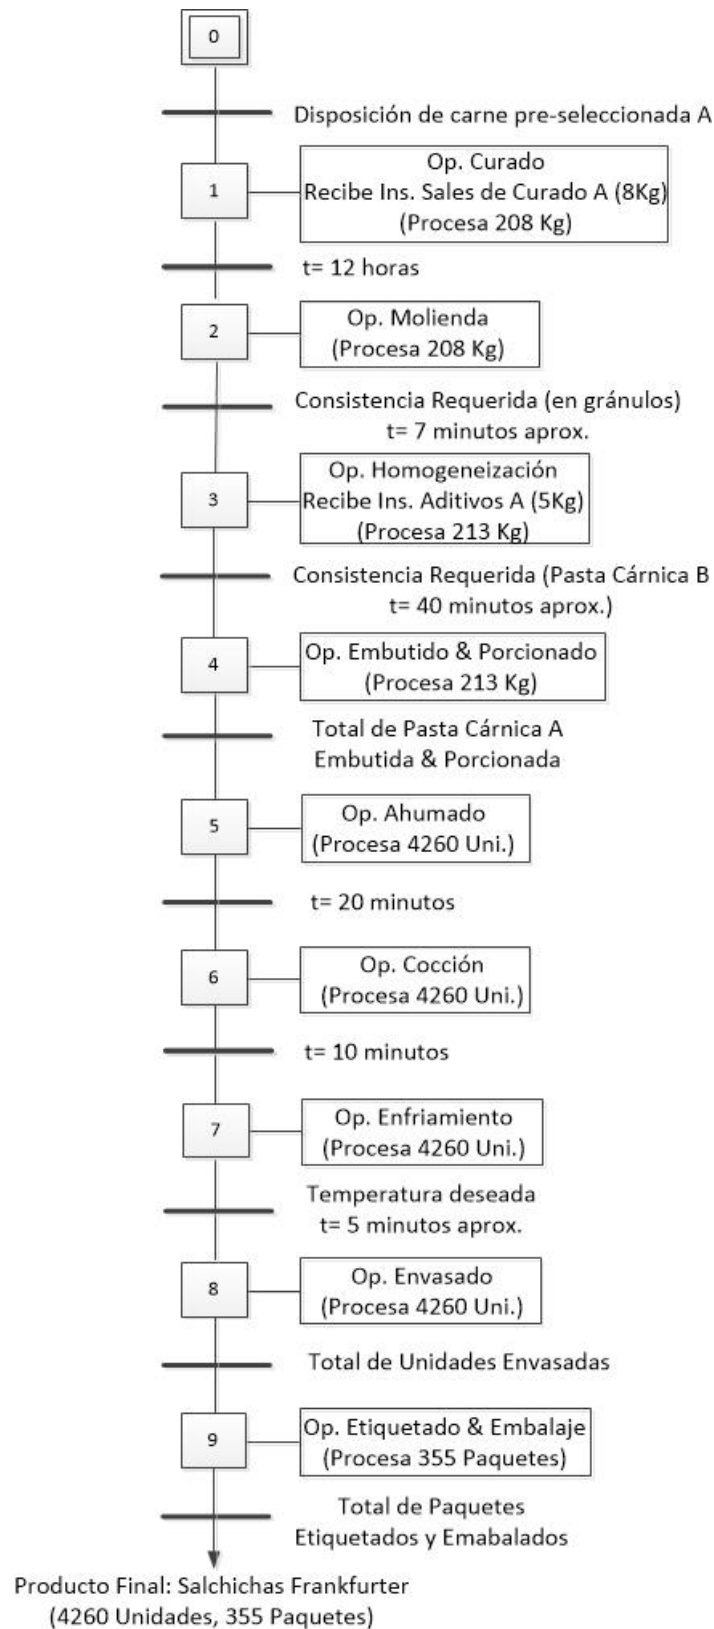 0
Disposición de carne pre-seleccionada A
1
Op. Curado
Recibe Ins. Sales de Curado A (8Kg)
(Procesa 208 Kg)
t= 12 horas
2
Op. Molienda
(Procesa 208 Kg)
Consistencia Requerida (en gránulos)
t= 7 minutos aprox.
3
Op. Homogeneización
Recibe Ins. Aditivos A (5Kg)
(Procesa 213 Kg)
Consistencia Requerida (Pasta Cárnica B
t= 40 minutos aprox.)
4
Op. Embutido & Porcionado
(Procesa 213 Kg)
Total de Pasta Cárnica A
Embutida & Porcionada
5
Op. Ahumado
(Procesa 4260 Uni.)
t= 20 minutos
6
Op. Cocción
(Procesa 4260 Uni.)
t= 10 minutos
7
Op. Enfriamiento
(Procesa 4260 Uni.)
Temperatura deseada
t= 5 minutos aprox.
8
Op. Envasado
(Procesa 4260 Uni.)
Total de Unidades Envasadas
9
Op. Etiquetado & Embalaje
(Procesa 355 Paquetes)
Total de Paquetes
Etiquetados y Emabalados
Producto Final: Salchichas Frankfurter
(4260 Unidades, 355 Paquetes)